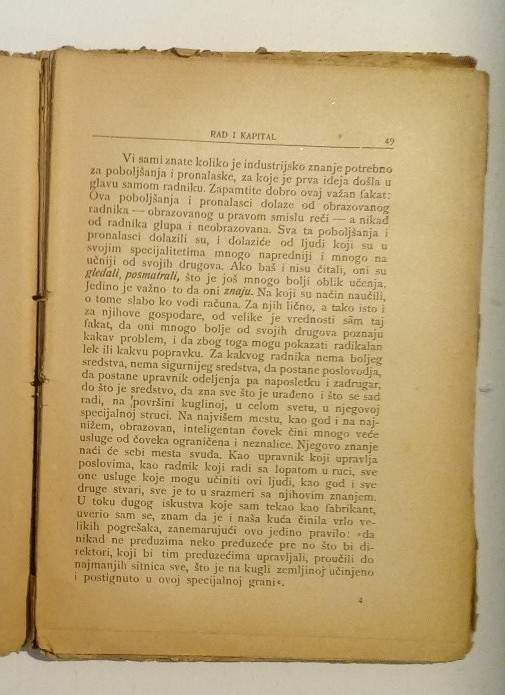 RAD I KAPITAL 49
Vi sami znate koliko je industrijsko znanje potrebno
za poboljšanja i pronalaske, za koje je prva ideja došla u
glavu samom radniku. Zapamtite dobro ovaj važan fakat:
Ova poboljšanja i pronalasci dolaze od obrazovanog
radnika — obrazovanog u pravom smislu reči — a nikad
od radnika glupa i neobrazovana. Sva ta poboljšanja i
pronalasci dolazili su, i dolaziće od ljudi koji su u
svojim specijalitetima mnogo napredniji i mnogo na
učniji od svojih drugova. Ako baš i nisu čitali, oni su
gledali, posmatrali, što je još mnogo bolji oblik učenja.
Jedino je važno to da oni znaju. Na koji su način naučili,
o tome slabo ko vodi računa. Za njih lično, a tako isto i
za njihove gospodare, od velike je vrednosti sâm taj
fakat, da oni mnogo bolje od svojih drugova poznaju
kakav problem, i da zbog toga mogu pokazati radikalan
lek ili kakvu popravku. Za kakvog radnika nema boljeg
sredstva, nema sigurnijeg sredstva, da postane poslovodja,
da postane upravnik odeljenja pa naposletku i zadrugar,
do što je sredstvo, da zna sve što je urađeno i što se sad
radi, na površini kuglinoj, u celom svetu, u njegovoj
specijalnoj struci. Na najvišem mestu, kao god i na naj-
nižem, obrazovan, inteligentan čovek čini mnogo veće
usluge od čoveka ograničena i neznalice. Njegovo znanje
naći će sebi mesta svuda. Kao upravnik koji upravlja
poslovima, kao radnik koji radi sa lopatom u ruci, sve
one usluge koje mogu učiniti ovi ljudi, kao god i sve
druge stvari, sve je to u srazmeri sa njihovim znanjem.
U toku dugog iskustva koje sam tekao kao fabrikant,
uverio sam se, znam da je i naša kuća činila vrlo ve-
likih pogrešaka, zanemarujući ovo jedino pravilo: »da
nikad ne preduzima neko preduzeće pre no što bi di-
rektori, koji bi tim preduzećima upravljali, proučili do
najmanjih sitnica sve, što je na kugli zemljinoj učinjeno
i postignuto u ovoj specijalnoj grani«.
4